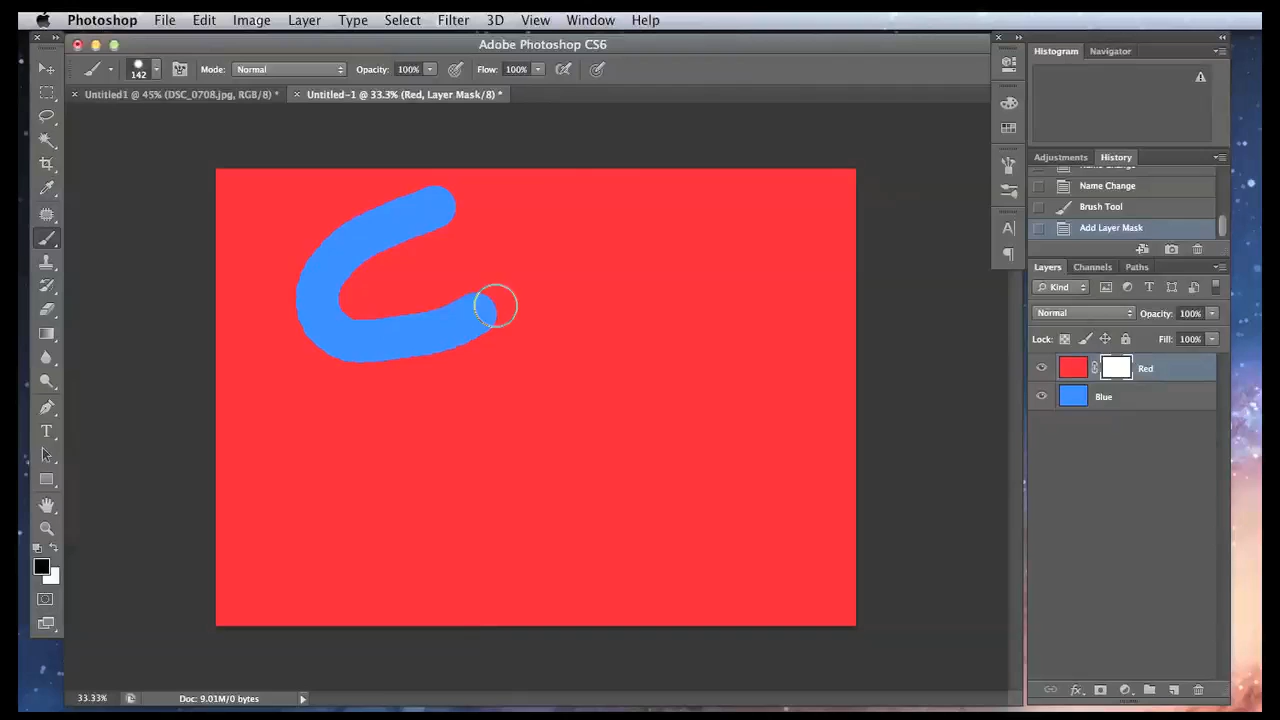 Photoshop File Edit Image Layer Type Select Filter 3D View Window Help
Adobe Photoshop CS6
142 Mode: Normal Opacity: 100% Flow: 100%
Untitled1 @ 45% (DSC_0708.jpg, RGB/8) * Untitled-1 @ 33.3% (Red, Layer Mask/8) *
Histogram Navigator
Adjustments History
Name Change
Name Change
Brush Tool
Add Layer Mask
Layers Channels Paths
Kind
Normal Opacity: 100%
Lock: Fill: 100%
Red
Blue
33.33% Doc: 9.01M/0 bytes